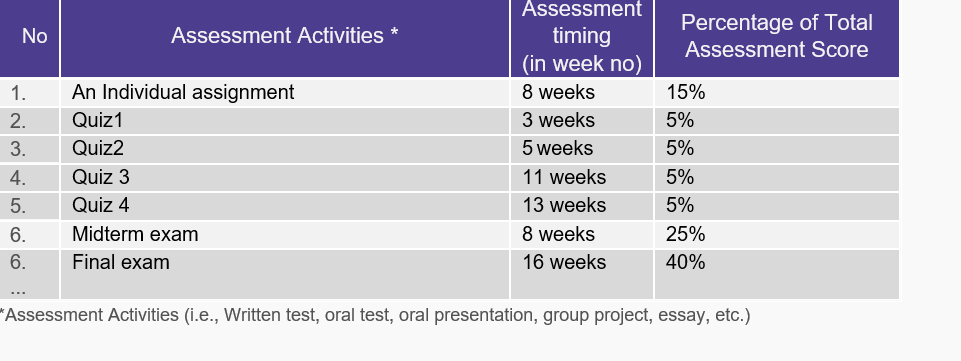 No Assessment Activities * Assessment timing (in week no) Percentage of Total Assessment Score
1. An Individual assignment 8 weeks 15%
2. Quiz1 3 weeks 5%
3. Quiz2 5 weeks 5%
4. Quiz 3 11 weeks 5%
5. Quiz 4 13 weeks 5%
6. Midterm exam 8 weeks 25%
6. Final exam 16 weeks 40%
...
*Assessment Activities (i.e., Written test, oral test, oral presentation, group project, essay, etc.)